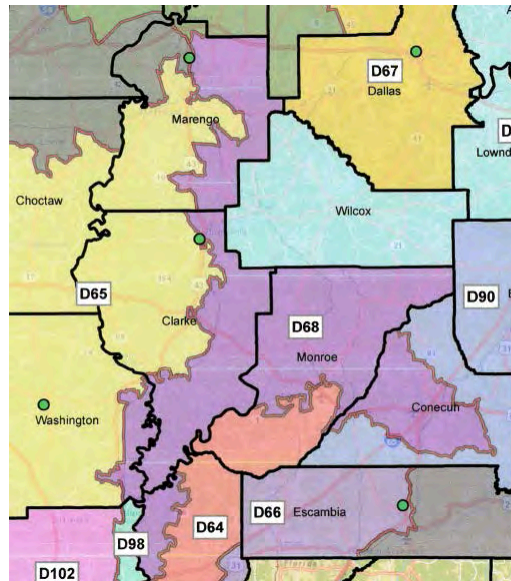 D67
Dallas
Marengo
D
Lownd
Choctaw
Wilcox
D65
D90
Clarke
D68
Monroe
Washington
Conecuh
D66
Escambia
D64
D98
D102